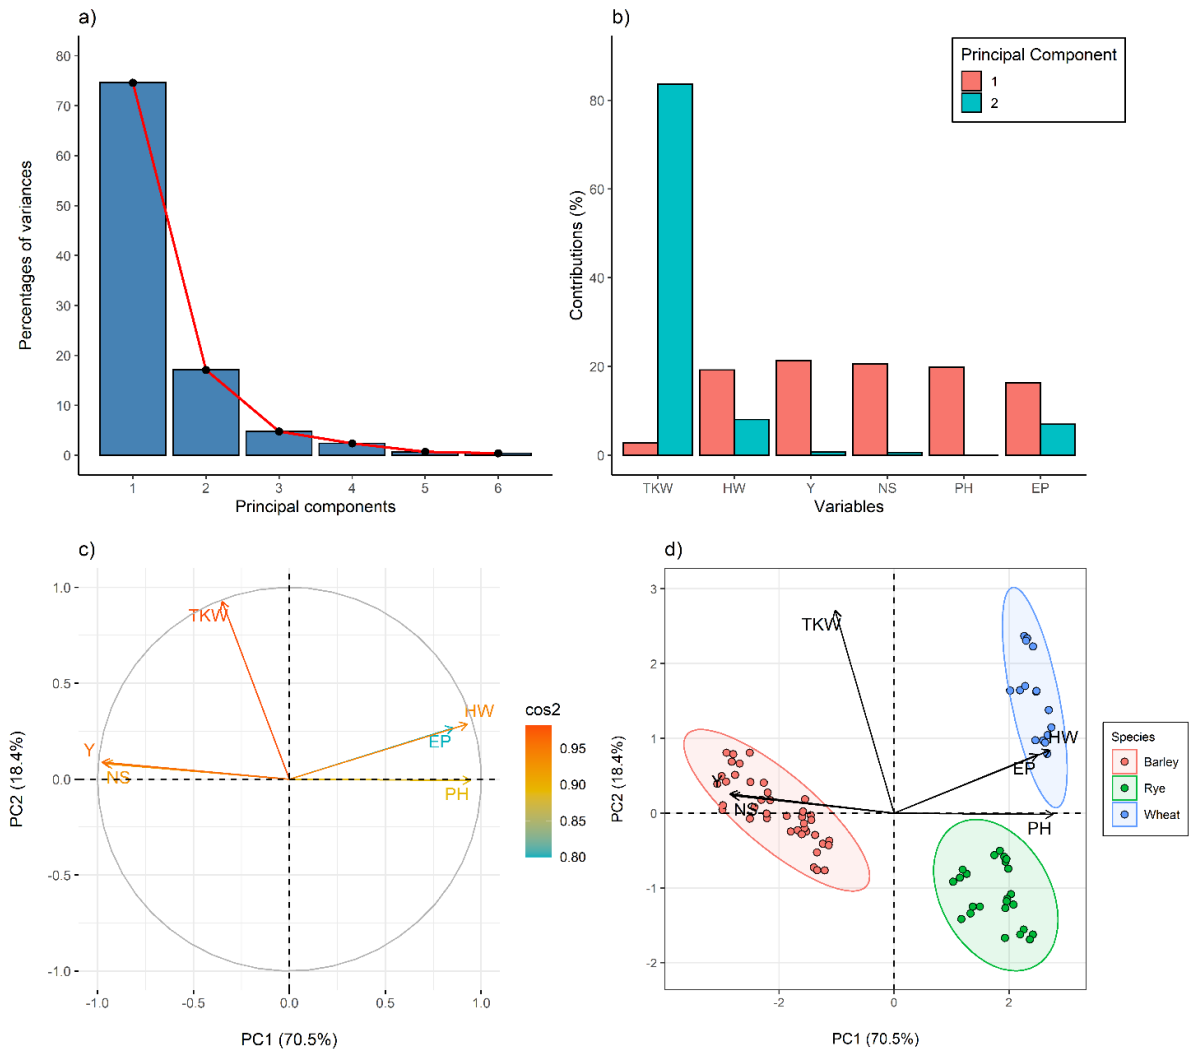 a)
Percentages of variances
80
70
60
50
40
30
20
10
0
1 2 3 4 5 6
Principal components
b)
Contributions (%)
80
60
40
20
0
TKW HW Y NS PH EP
Variables
Principal Component
1
2
c)
PC2 (18.4%)
1.0
0.5
0.0
-0.5
-1.0
TKW
HW
EP
Y
NS
PH
-1.0 -0.5 0.0 0.5 1.0
PC1 (70.5%)
cos2
0.95
0.90
0.85
0.80
d)
PC2 (18.4%)
3
2
1
0
-1
-2
TKW
HW
EP
Y
NS
PH
-2 0 2
PC1 (70.5%)
Species
Barley
Rye
Wheat